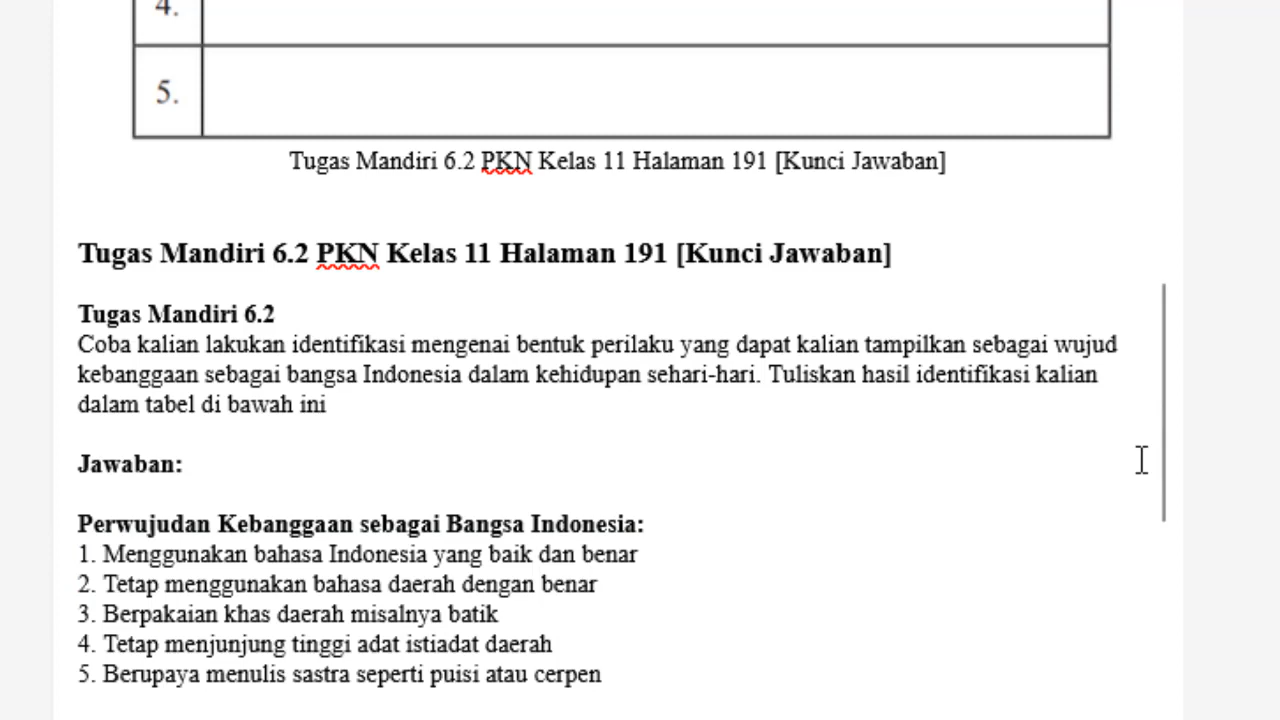 4.
5.
Tugas Mandiri 6.2 PKN Kelas 11 Halaman 191 [Kunci Jawaban]
Tugas Mandiri 6.2 PKN Kelas 11 Halaman 191 [Kunci Jawaban]
Tugas Mandiri 6.2
Coba kalian lakukan identifikasi mengenai bentuk perilaku yang dapat kalian tampilkan sebagai wujud
kebanggaan sebagai bangsa Indonesia dalam kehidupan sehari-hari. Tuliskan hasil identifikasi kalian
dalam tabel di bawah ini
Jawaban:
Perwujudan Kebanggaan sebagai Bangsa Indonesia:
1. Menggunakan bahasa Indonesia yang baik dan benar
2. Tetap menggunakan bahasa daerah dengan benar
3. Berpakaian khas daerah misalnya batik
4. Tetap menjunjung tinggi adat istiadat daerah
5. Berupaya menulis sastra seperti puisi atau cerpen